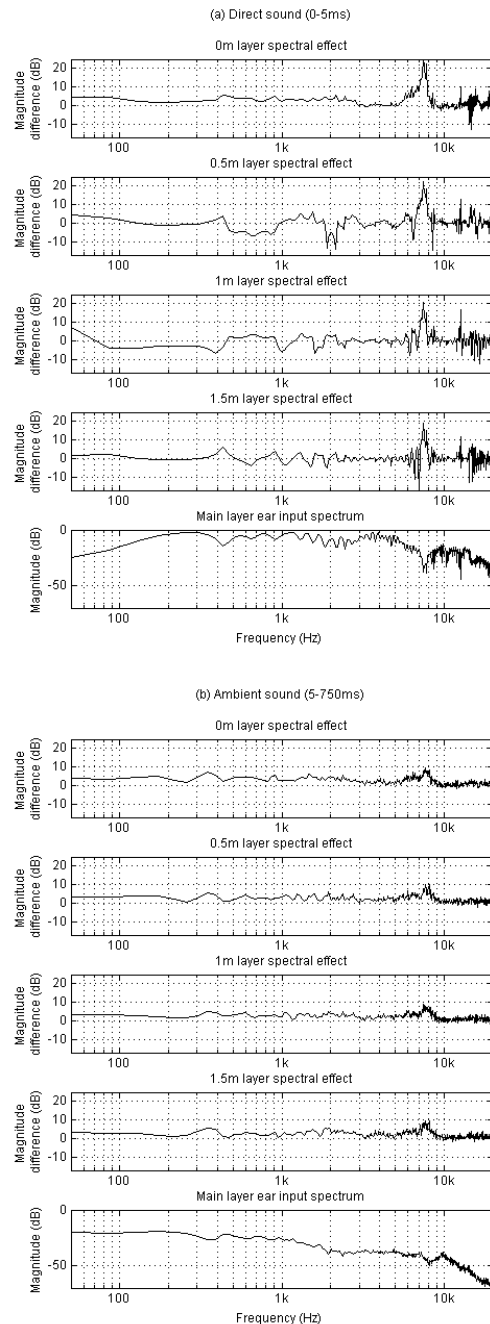 (a) Direct sound (0-5ms)
0m layer spectral effect
Magnitude
difference (dB)
20
10
0
-10
100
1k
10k
0.5m layer spectral effect
Magnitude
difference (dB)
20
10
0
-10
100
1k
10k
1m layer spectral effect
Magnitude
difference (dB)
20
10
0
-10
100
1k
10k
1.5m layer spectral effect
Magnitude
difference (dB)
20
10
0
-10
100
1k
10k
Main layer ear input spectrum
Magnitude (dB)
0
-50
100
1k
10k
Frequency (Hz)
(b) Ambient sound (5-750ms)
0m layer spectral effect
Magnitude
difference (dB)
20
10
0
-10
100
1k
10k
0.5m layer spectral effect
Magnitude
difference (dB)
20
10
0
-10
100
1k
10k
1m layer spectral effect
Magnitude
difference (dB)
20
10
0
-10
100
1k
10k
1.5m layer spectral effect
Magnitude
difference (dB)
20
10
0
-10
100
1k
10k
Main layer ear input spectrum
Magnitude (dB)
0
-50
100
1k
10k
Frequency (Hz)